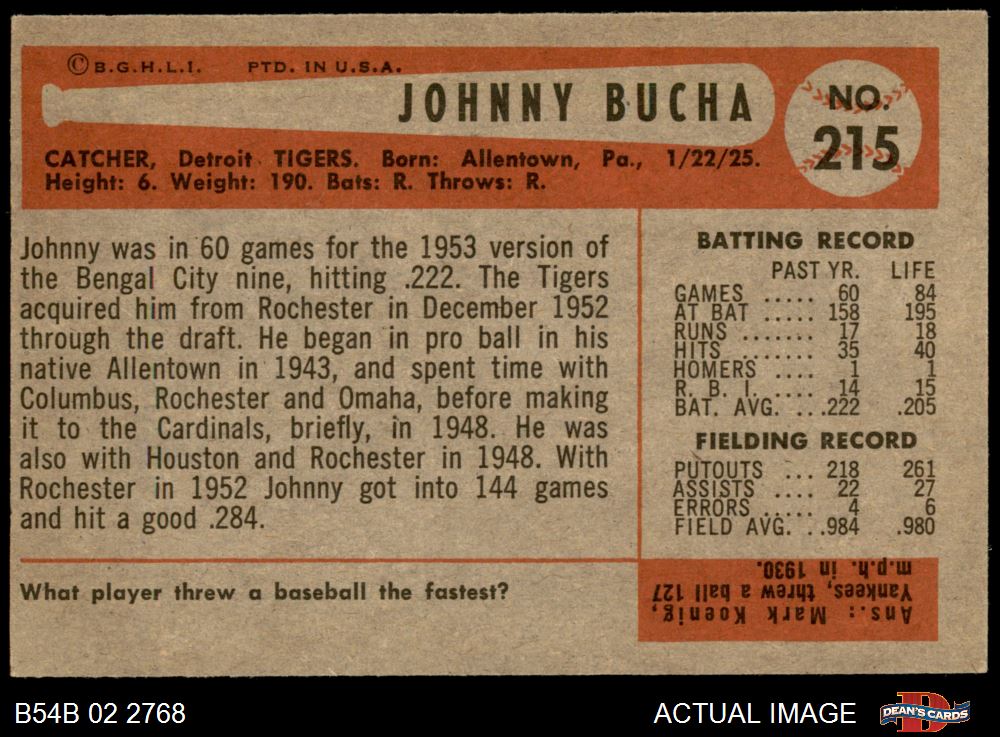 © B.G.H.L.I. PTD. IN U.S.A.
JOHNNY BUCHA
NO.
215
CATCHER, Detroit TIGERS. Born: Allentown, Pa., 1/22/25.
Height: 6. Weight: 190. Bats: R. Throws: R.
Johnny was in 60 games for the 1953 version of
the Bengal City nine, hitting .222. The Tigers
acquired him from Rochester in December 1952
through the draft. He began in pro ball in his
native Allentown in 1943, and spent time with
Columbus, Rochester and Omaha, before making
it to the Cardinals, briefly, in 1948. He was
also with Houston and Rochester in 1948. With
Rochester in 1952 Johnny got into 144 games
and hit a good .284.
What player threw a baseball the fastest?
BATTING RECORD
PAST YR. LIFE
GAMES ..... 60 84
AT BAT ..... 158 195
RUNS ....... 17 18
HITS ....... 35 40
HOMERS .... 1 1
R. B. I. .... 14 15
BAT. AVG. ...222 .205
FIELDING RECORD
PUTOUTS ... 218 261
ASSISTS .... 22 27
ERRORS ..... 4 6
FIELD AVG. ..984 .980
Ans.: Mark Koenig,
Yankees, threw a ball 127
m.p.h. in 1930.
B54B 02 2768
ACTUAL IMAGE
D
DEAN'S CARDS